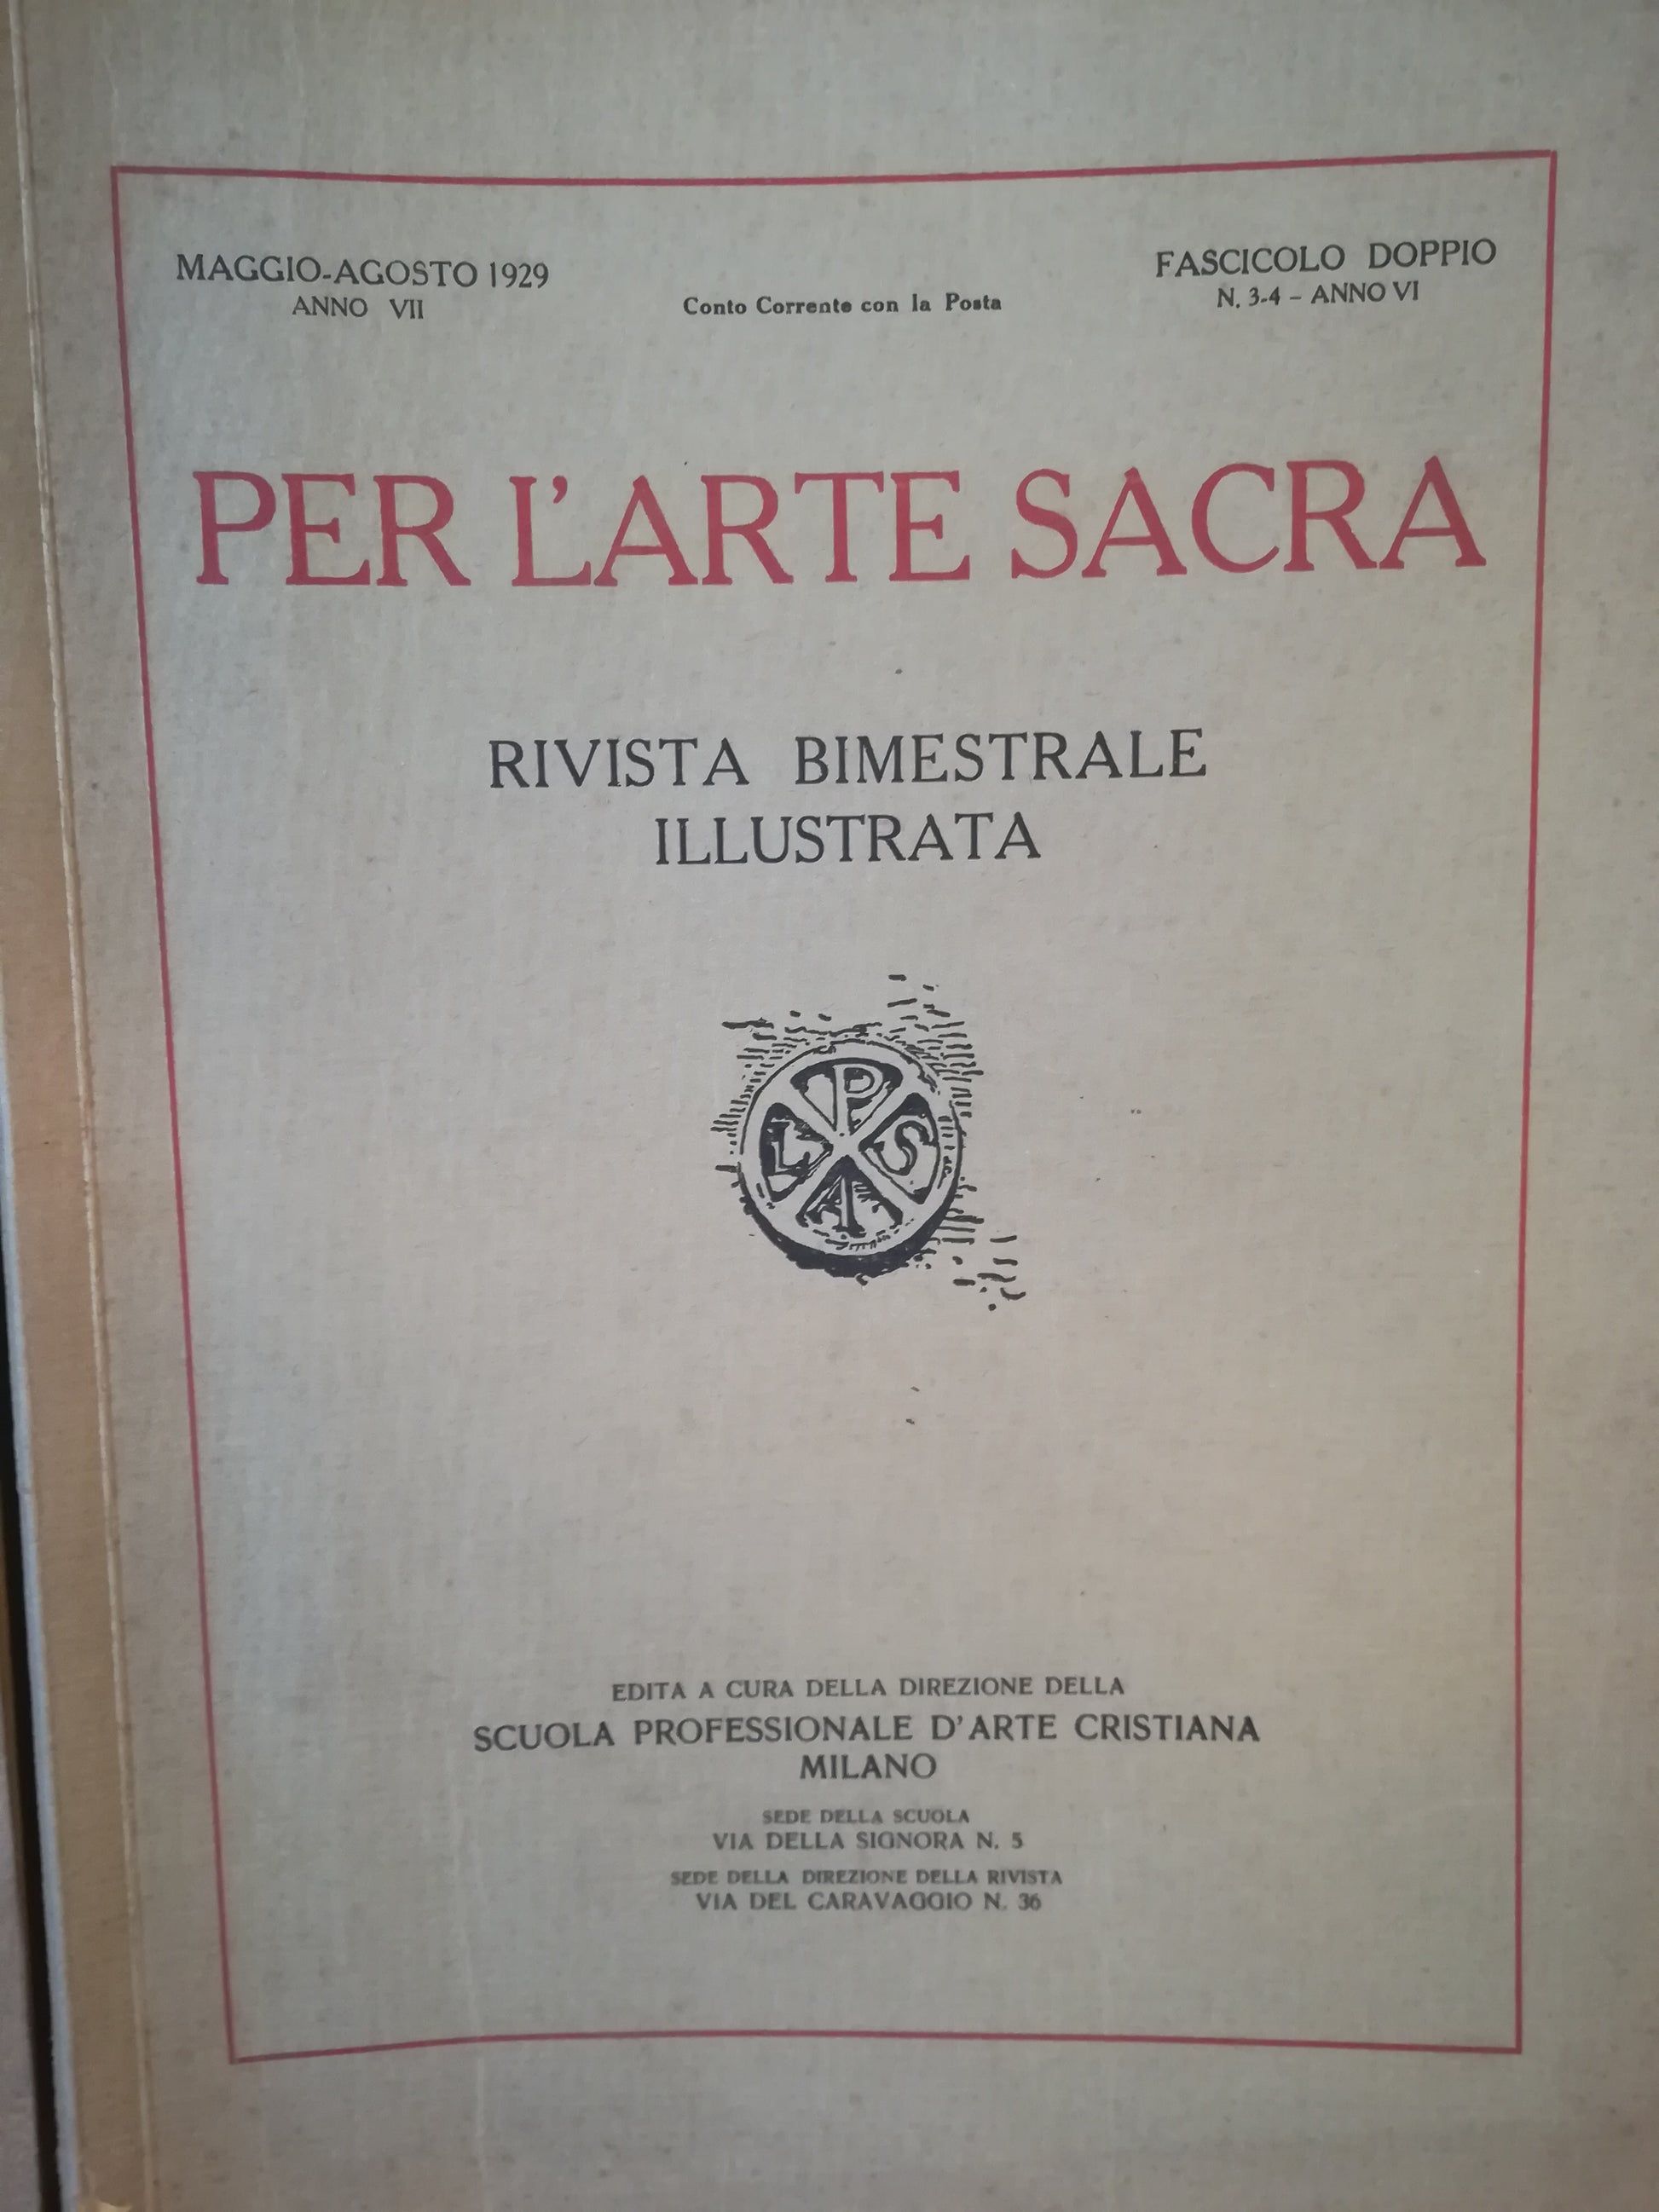 MAGGIO-AGOSTO 1929
ANNO VII
Conto Corrente con la Posta
FASCICOLO DOPPIO
N. 3-4 – ANNO VI
PER L'ARTE SACRA
RIVISTA BIMESTRALE
ILLUSTRATA
P
L S
A
EDITA A CURA DELLA DIREZIONE DELLA
SCUOLA PROFESSIONALE D'ARTE CRISTIANA
MILANO
SEDE DELLA SCUOLA
VIA DELLA SIGNORA N. 5
SEDE DELLA DIREZIONE DELLA RIVISTA
VIA DEL CARAVAGGIO N. 36